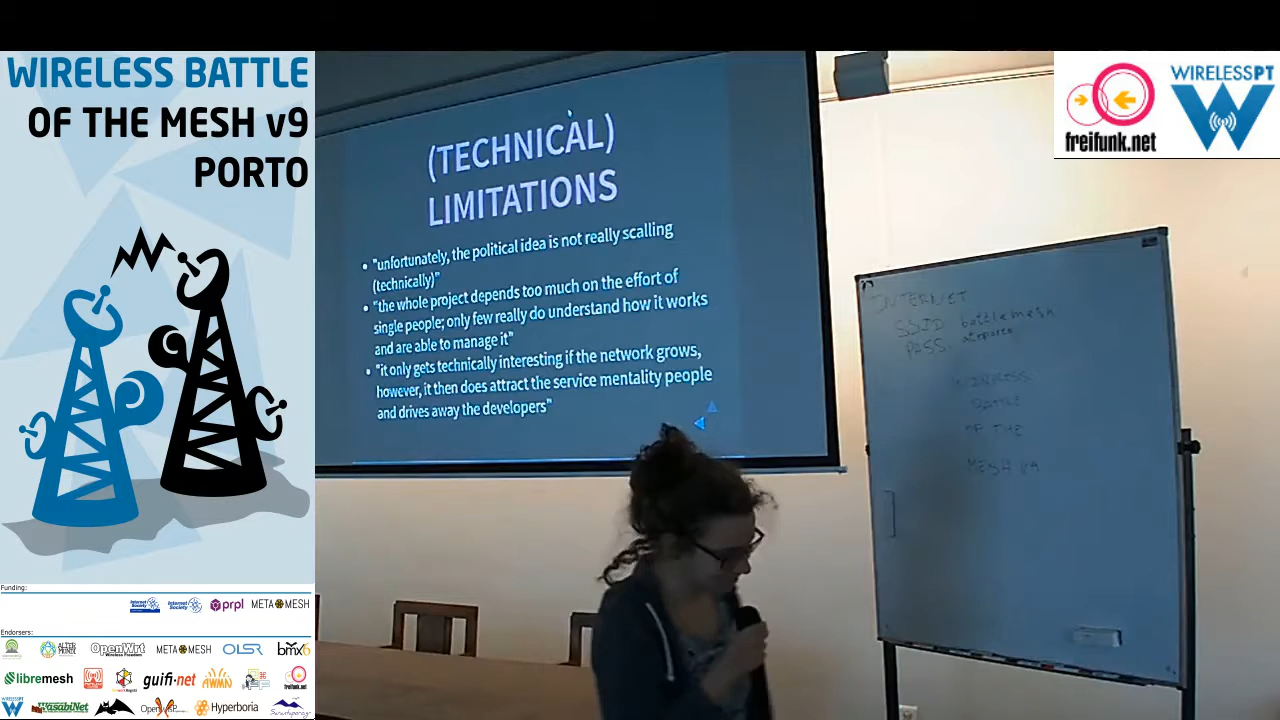 WIRELESS BATTLE
OF THE MESH v9
PORTO
freifunk.net
WIRELESSPT
(TECHNICAL)
LIMITATIONS
• "unfortunately, the political idea is not really scalling
(technically)"
• "the whole project depends too much on the effort of
single people; only few really do understand how it works
and are able to manage it"
• "it only gets technically interesting if the network grows,
however, it then does attract the service mentality people
and drives away the developers"
INTERNET
SSID battlemesh
PASS:
WIRELESS
BATTLE
OF THE
MESH V9
Funding:
Internet Society
prpl
META MESH
Endorsers:
OpenWrt
Wireless Freedom
META MESH
OLSR
bmx6
libremesh
guifi·net
AWMN
freifunk.net
WasabiNet
Hyperboria